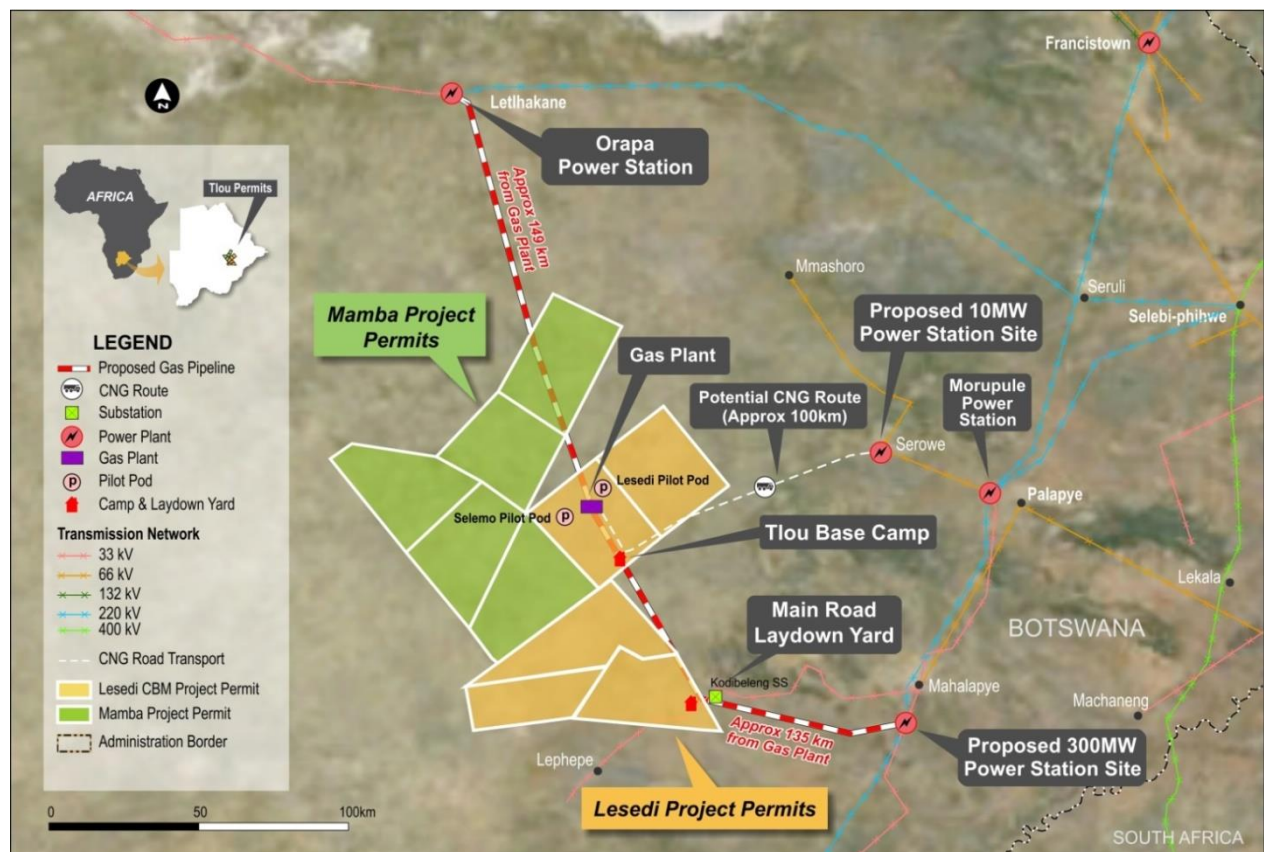 Francistown
Letlhakane
Orapa
Power Station
Approx 149 km
from Gas Plant
N
AFRICA
Tlou Permits
LEGEND
Proposed Gas Pipeline
CNG Route
Substation
Power Plant
Gas Plant
P
Pilot Pod
Camp & Laydown Yard
Transmission Network
33 kV
66 kV
132 kV
220 kV
400 kV
CNG Road Transport
Lesedi CBM Project Permit
Mamba Project Permit
Administration Border
0 50 100km
Mamba Project
Permits
Mmashoro
Seruli
Selebi-phihwe
Proposed 10MW
Power Station Site
Gas Plant
Potential CNG Route
(Approx 100km)
Morupule
Power
Station
Serowe
P
Lesedi Pilot Pod
Selemo Pilot Pod
P
Palapye
Tlou Base Camp
Lekala
Main Road
Laydown Yard
BOTSWANA
Kodibeleng SS
Mahalapye
Machaneng
Approx 135 km
from Gas Plant
Proposed 300MW
Power Station Site
Lephepe
Lesedi Project Permits
SOUTH AFRICA